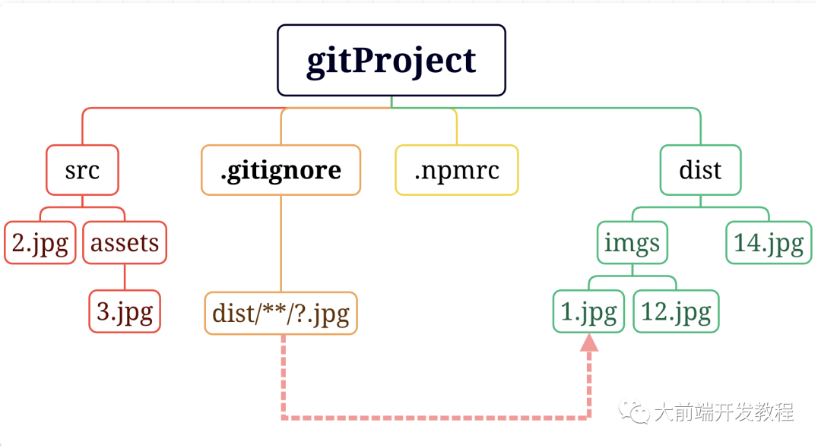 gitProject
src
.gitignore
.npmrc
dist
2.jpg
assets
imgs
14.jpg
3.jpg
dist/**/?.jpg
1.jpg
12.jpg
大前端开发教程